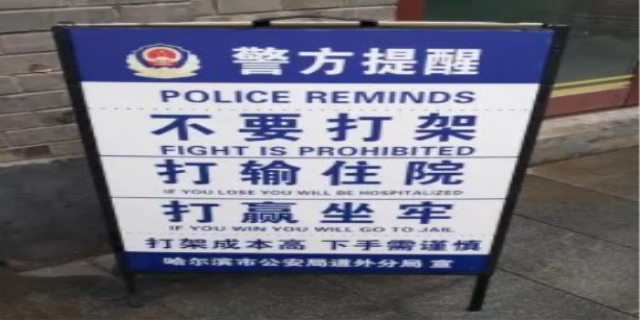 警方提醒
POLICE REMINDS
不要打架
FIGHT IS PROHIBITED
打输住院
IF YOU LOSE YOU WILL BE HOSPITALIZED
打赢坐牢
IF YOU WIN YOU WILL GO TO JAIL
打架成本高 下手需谨慎
哈尔滨市公安局道外分局 宣